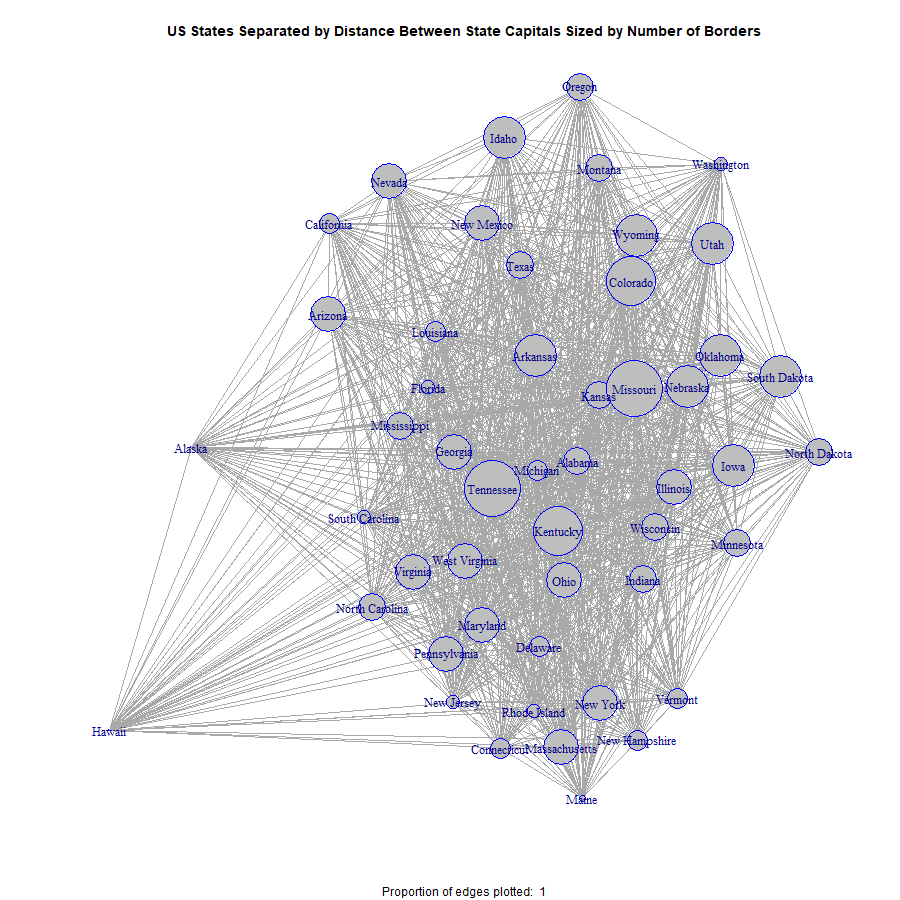 US States Separated by Distance Between State Capitals Sized by Number of Borders
Oregon
Idaho
Washington
Montana
Nevada
California
New Mexico
Wyoming
Utah
Texas
Colorado
Arizona
Louisiana
Arkansas
Oklahoma
South Dakota
Florida
Kansas
Missouri
Nebraska
Mississippi
Alaska
Georgia
North Dakota
Michigan
Alabama
Iowa
Tennessee
Illinois
South Carolina
Kentucky
Wisconsin
Minnesota
West Virginia
Virginia
Ohio
Indiana
North Carolina
Maryland
Delaware
Pennsylvania
New Jersey
Rhode Island
New York
Vermont
Hawaii
Connecticut
Massachusetts
New Hampshire
Maine
Proportion of edges plotted: 1